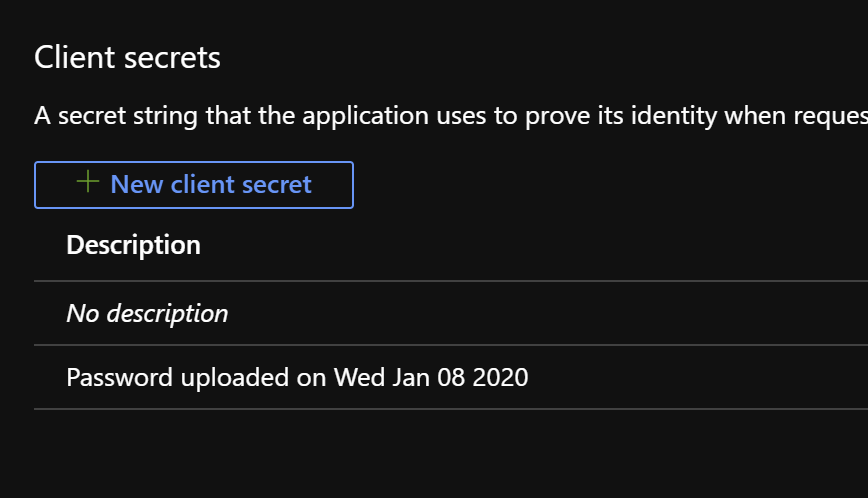 Client secrets
A secret string that the application uses to prove its identity when reques
New client secret
Description
No description
Password uploaded on Wed Jan 08 2020